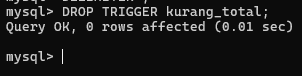 mysql> DROP TRIGGER kurang_total;
Query OK, 0 rows affected (0.01 sec)
mysql>